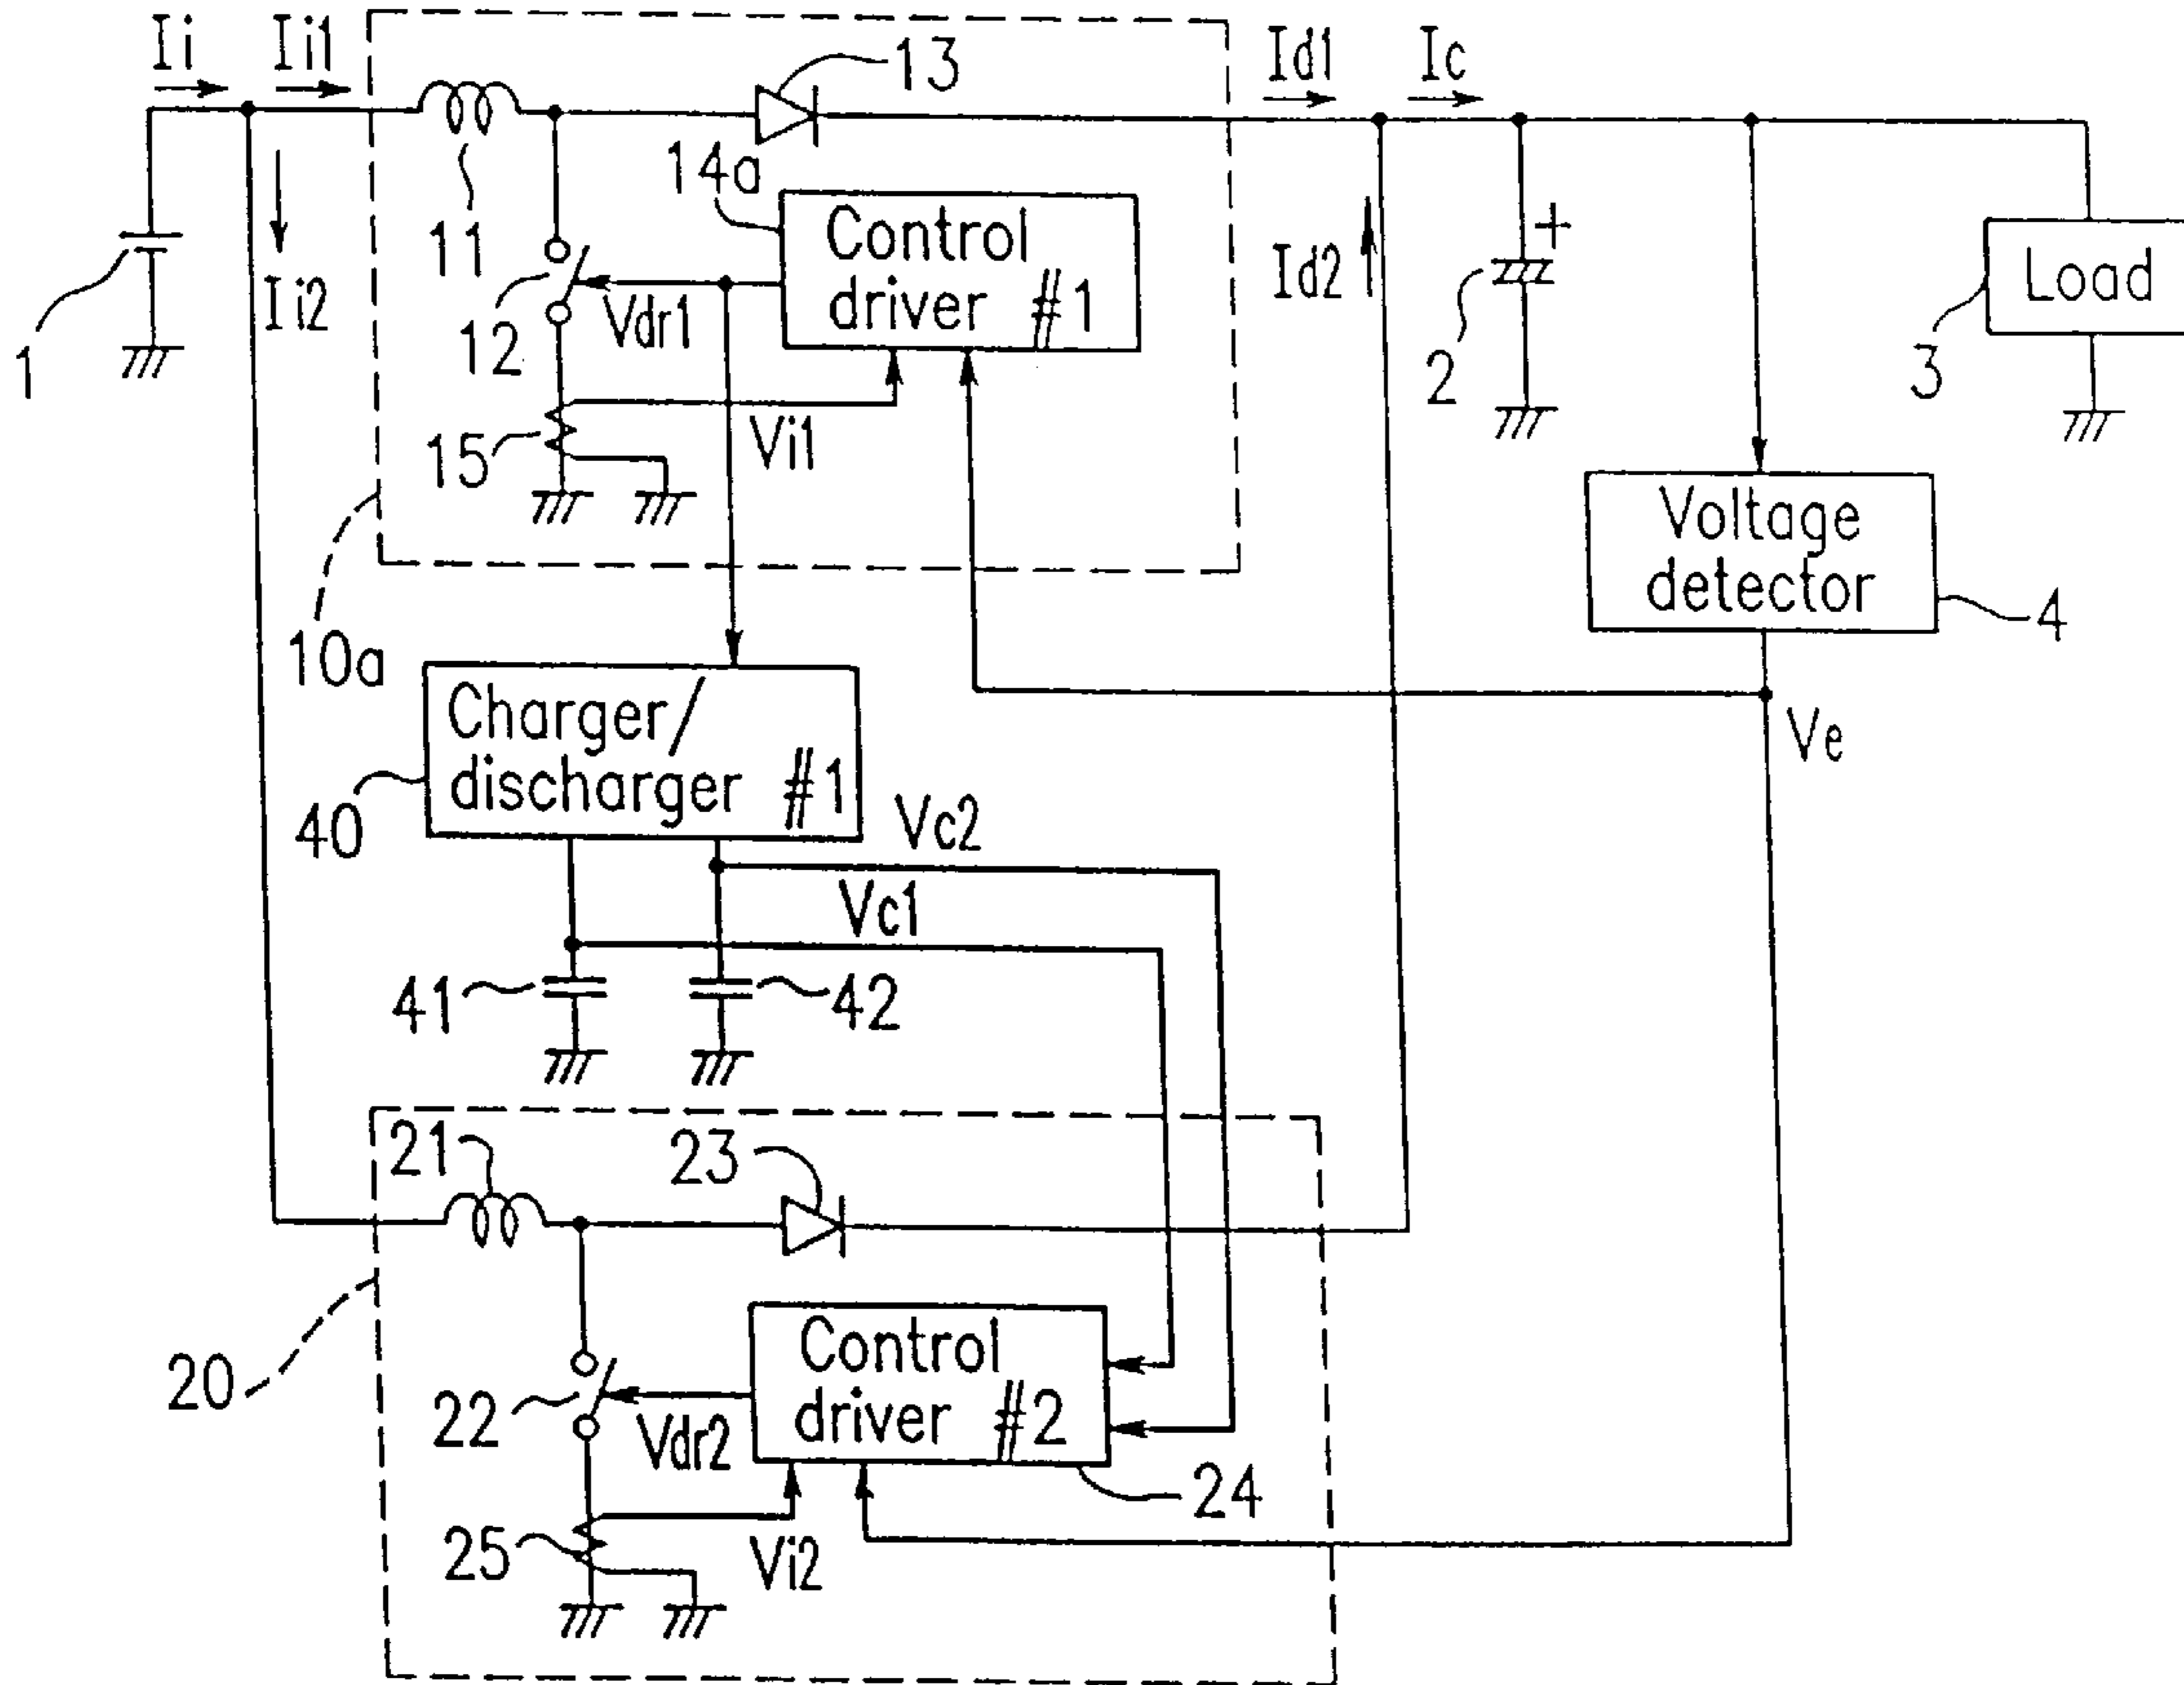 Ii
Ii1
13
Id1
Ic
14a
Control
driver #1
11
Ii2
12
Vdr1
Id2
+
2
Load
3
1
15
Vi1
Voltage
detector
4
10a
Ve
Charger/
discharger #1
40
Vc2
Vc1
41
42
21
23
Control
driver #2
20
22
Vdr2
24
25
Vi2